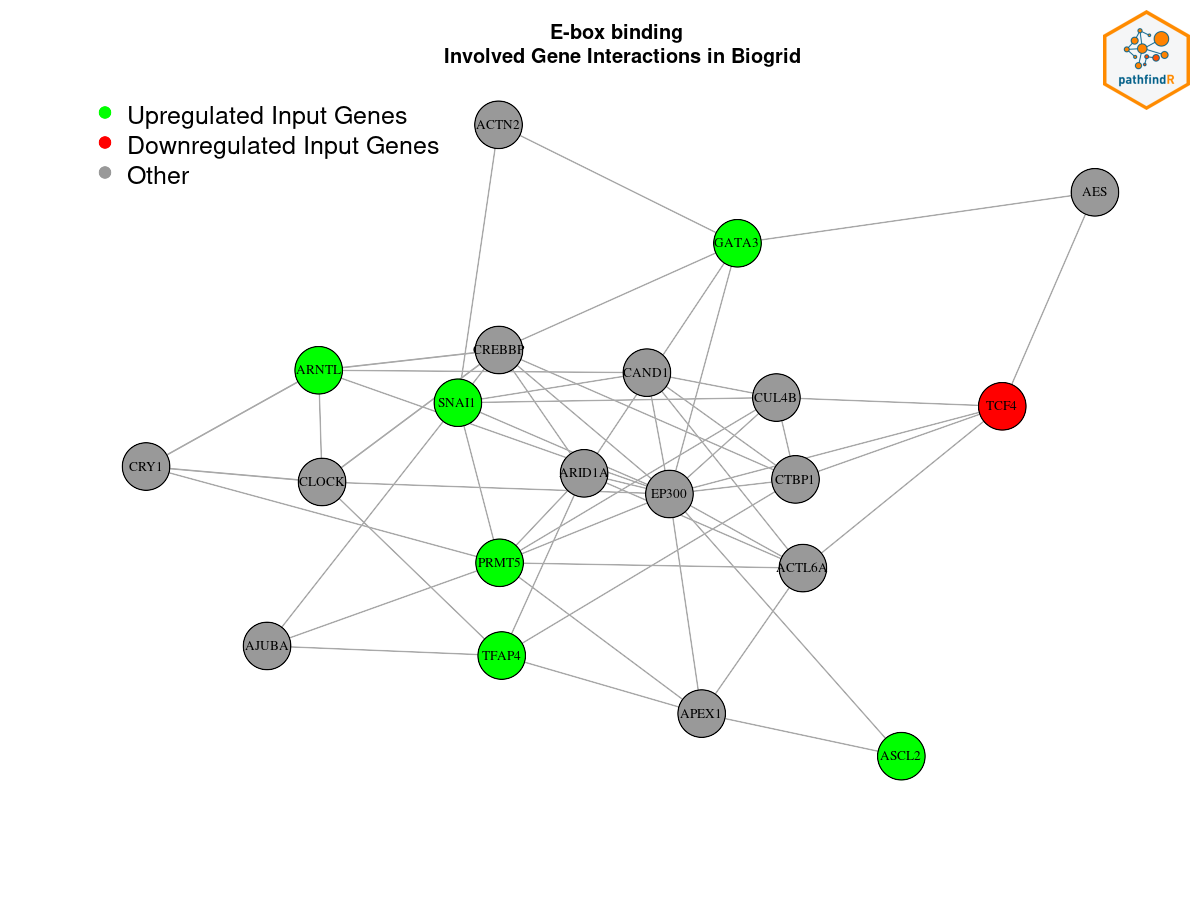 E-box binding
Involved Gene Interactions in Biogrid
pathfindR
Upregulated Input Genes
Downregulated Input Genes
Other
ACTN2
AES
GATA3
CREBBP
ARNTL
CAND1
SNAI1
CUL4B
TCF4
CRY1
CLOCK
ARID1A
EP300
CTBP1
PRMT5
ACTL6A
AJUBA
TFAP4
APEX1
ASCL2